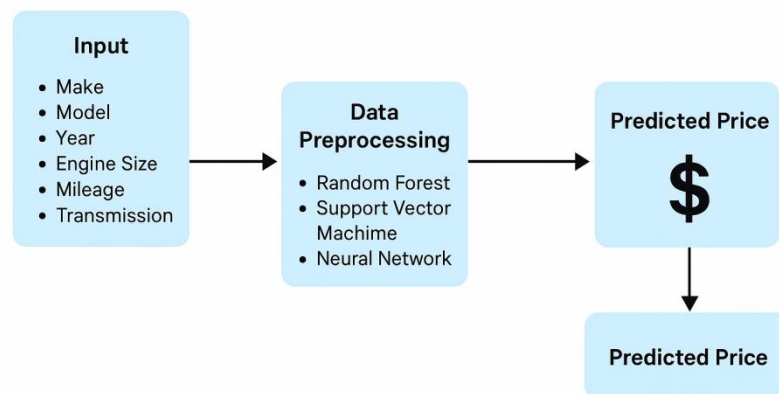 Input
• Make
• Model
• Year
• Engine Size
• Mileage
• Transmission
Data
Preprocessing
• Random Forest
• Support Vector
Machime
• Neural Network
Predicted Price
$
Predicted Price